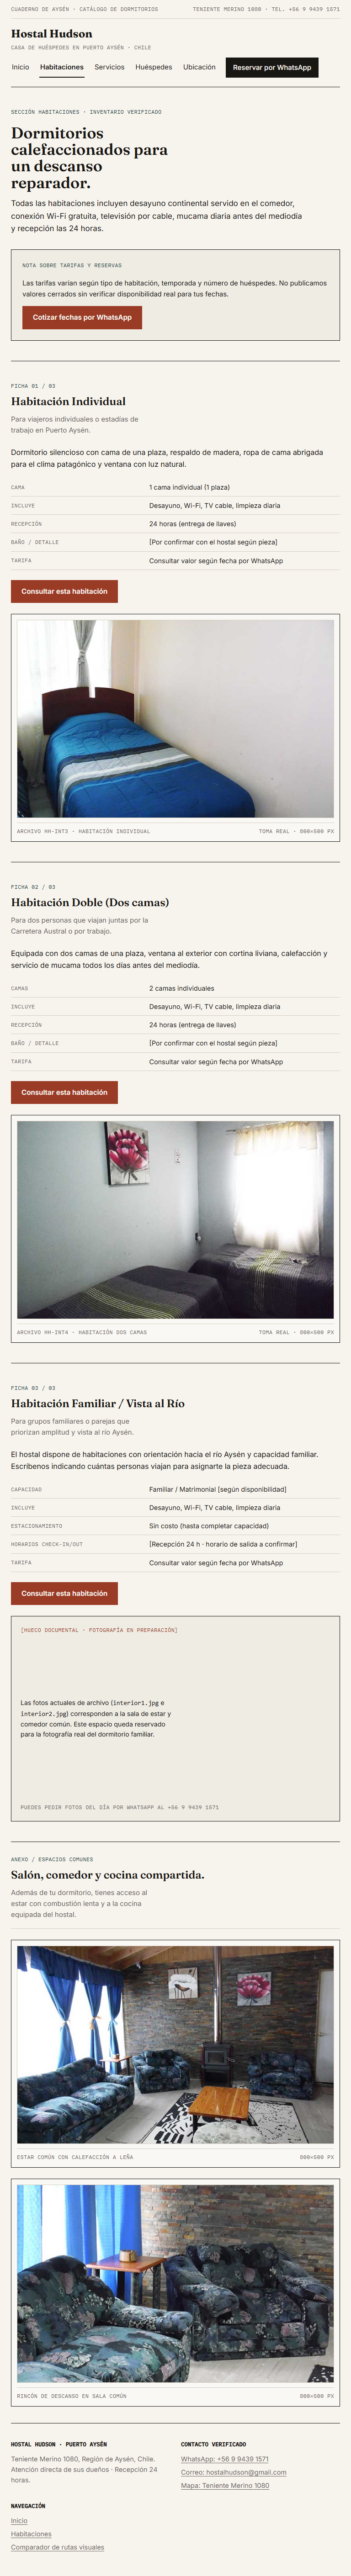 CUADERNO DE AYSÉN · CATÁLOGO DE DORMITORIOS
TENIENTE MERINO 1080 · TEL. +56 9 9439 1571
Hostal Hudson
CASA DE HUÉSPEDES EN PUERTO AYSÉN · CHILE
Inicio
Habitaciones
Servicios
Huéspedes
Ubicación
Reservar por WhatsApp
SECCIÓN HABITACIONES · INVENTARIO VERIFICADO
Dormitorios
calefaccionados para
un descanso
reparador.
Todas las habitaciones incluyen desayuno continental servido en el comedor,
conexión Wi-Fi gratuita, televisión por cable, mucama diaria antes del mediodía
y recepción las 24 horas.
NOTA SOBRE TARIFAS Y RESERVAS
Las tarifas varían según tipo de habitación, temporada y número de huéspedes. No publicamos
valores cerrados sin verificar disponibilidad real para tus fechas.
Cotizar fechas por WhatsApp
FICHA 01 / 03
Habitación Individual
Para viajeros individuales o estadías de
trabajo en Puerto Aysén.
Dormitorio silencioso con cama de una plaza, respaldo de madera, ropa de cama abrigada
para el clima patagónico y ventana con luz natural.
CAMA
1 cama individual (1 plaza)
INCLUYE
Desayuno, Wi-Fi, TV cable, limpieza diaria
RECEPCIÓN
24 horas (entrega de llaves)
BAÑO / DETALLE
[Por confirmar con el hostal según pieza]
TARIFA
Consultar valor según fecha por WhatsApp
Consultar esta habitación
ARCHIVO HH-INT3 · HABITACIÓN INDIVIDUAL
TOMA REAL · 800×500 PX
FICHA 02 / 03
Habitación Doble (Dos camas)
Para dos personas que viajan juntas por la
Carretera Austral o por trabajo.
Equipada con dos camas de una plaza, ventana al exterior con cortina liviana, calefacción y
servicio de mucama todos los días antes del mediodía.
CAMAS
2 camas individuales
INCLUYE
Desayuno, Wi-Fi, TV cable, limpieza diaria
RECEPCIÓN
24 horas (entrega de llaves)
BAÑO / DETALLE
[Por confirmar con el hostal según pieza]
TARIFA
Consultar valor según fecha por WhatsApp
Consultar esta habitación
ARCHIVO HH-INT4 · HABITACIÓN DOS CAMAS
TOMA REAL · 800×500 PX
FICHA 03 / 03
Habitación Familiar / Vista al Río
Para grupos familiares o parejas que
priorizan amplitud y vista al río Aysén.
El hostal dispone de habitaciones con orientación hacia el río Aysén y capacidad familiar.
Escríbenos indicando cuántas personas viajan para asignarte la pieza adecuada.
CAPACIDAD
Familiar / Matrimonial [según disponibilidad]
INCLUYE
Desayuno, Wi-Fi, TV cable, limpieza diaria
ESTACIONAMIENTO
Sin costo (hasta completar capacidad)
HORARIOS CHECK-IN/OUT
[Recepción 24 h · horario de salida a confirmar]
TARIFA
Consultar valor según fecha por WhatsApp
Consultar esta habitación
[HUECO DOCUMENTAL · FOTOGRAFÍA EN PREPARACIÓN]
Las fotos actuales de archivo (interior1.jpg e
interior2.jpg) corresponden a la sala de estar y
comedor común. Este espacio queda reservado
para la fotografía real del dormitorio familiar.
PUEDES PEDIR FOTOS DEL DÍA POR WHATSAPP AL +56 9 9439 1571
ANEXO / ESPACIOS COMUNES
Salón, comedor y cocina compartida.
Además de tu dormitorio, tienes acceso al
estar con combustión lenta y a la cocina
equipada del hostal.
ESTAR COMÚN CON CALEFACCIÓN A LEÑA
800×500 PX
RINCÓN DE DESCANSO EN SALA COMÚN
800×500 PX
HOSTAL HUDSON · PUERTO AYSÉN
Teniente Merino 1080, Región de Aysén, Chile.
Atención directa de sus dueños · Recepción 24
horas.
CONTACTO VERIFICADO
WhatsApp: +56 9 9439 1571
Correo: hostalhudson@gmail.com
Mapa: Teniente Merino 1080
NAVEGACIÓN
Inicio
Habitaciones
Comparador de rutas visuales